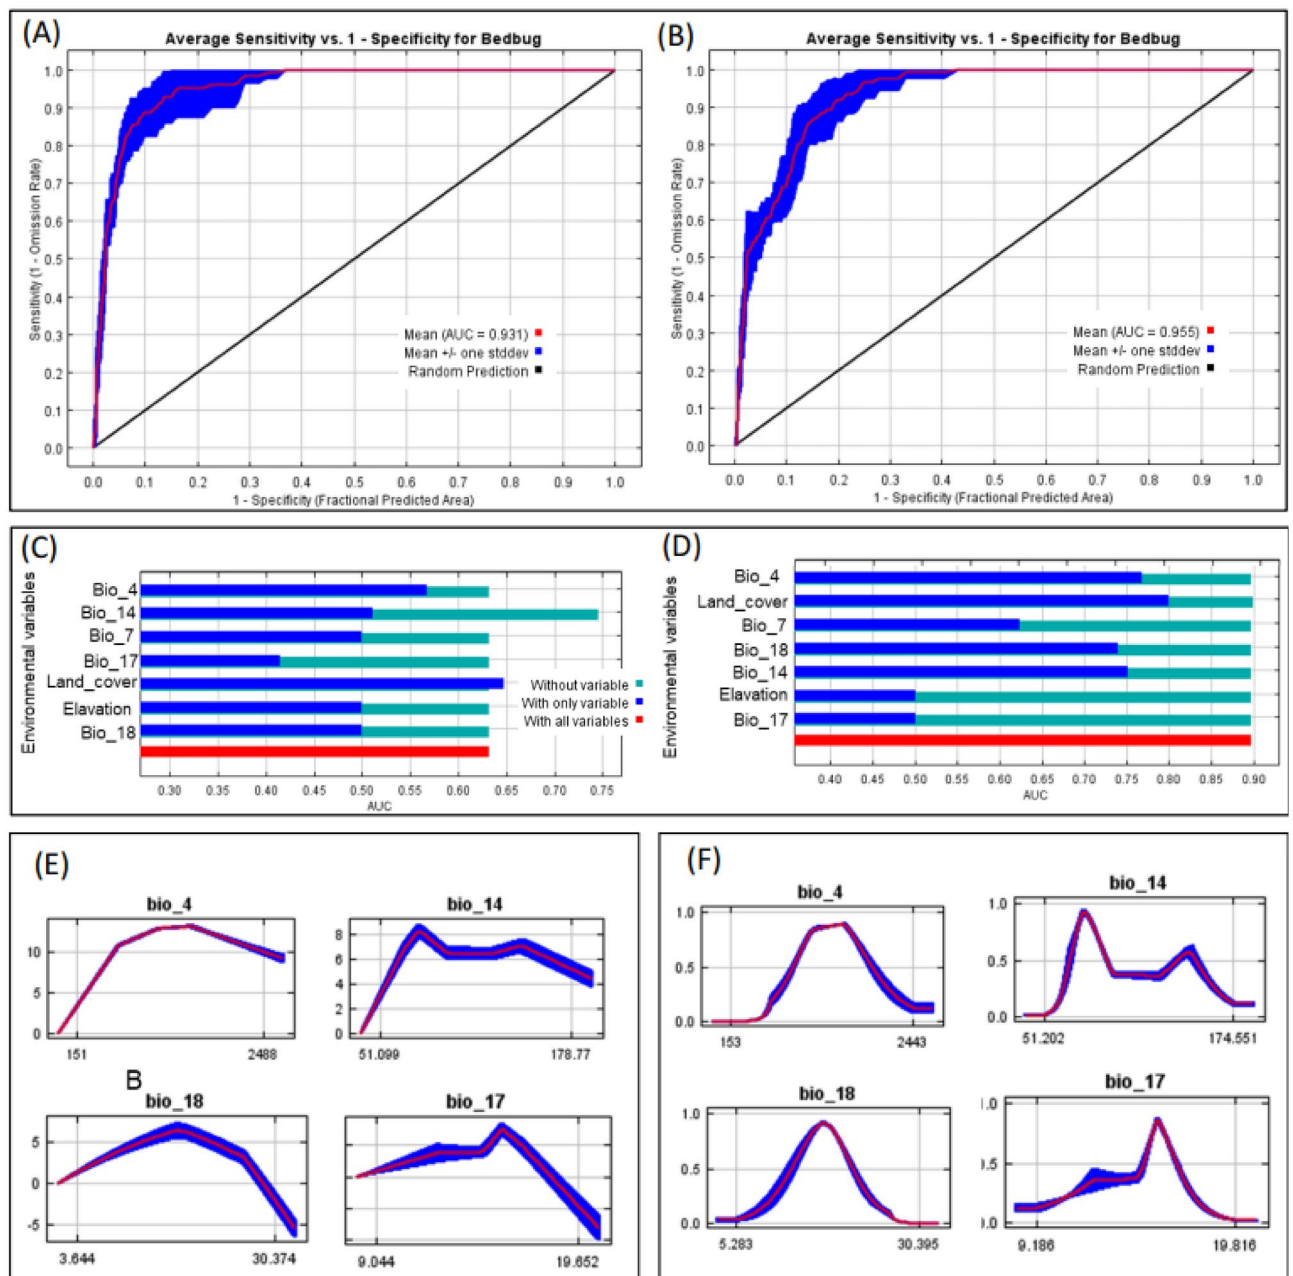 (A)
Average Sensitivity vs. 1 - Specificity for Bedbug
Sensitivity (1 - Omission Rate)
1.0
0.9
0.8
0.7
0.6
0.5
0.4
0.3
0.2
0.1
0.0
Mean (AUC = 0.931)
Mean +/- one stddev
Random Prediction
0.0 0.1 0.2 0.3 0.4 0.5 0.6 0.7 0.8 0.9 1.0
1 - Specificity (Fractional Predicted Area)
(B)
Average Sensitivity vs. 1 - Specificity for Bedbug
Sensitivity (1 - Omission Rate)
1.0
0.9
0.8
0.7
0.6
0.5
0.4
0.3
0.2
0.1
0.0
Mean (AUC = 0.955)
Mean +/- one stddev
Random Prediction
0.0 0.1 0.2 0.3 0.4 0.5 0.6 0.7 0.8 0.9 1.0
1 - Specificity (Fractional Predicted Area)
(C)
Environmental variables
Bio_4
Bio_14
Bio_7
Bio_17
Land_cover
Elavation
Bio_18
Without variable
With only variable
With all variables
0.30 0.35 0.40 0.45 0.50 0.55 0.60 0.65 0.70 0.75
AUC
(D)
Environmental variables
Bio_4
Land_cover
Bio_7
Bio_18
Bio_14
Elavation
Bio_17
0.40 0.45 0.50 0.55 0.60 0.65 0.70 0.75 0.80 0.85 0.90
AUC
(E)
bio_4
10
5
0
151 2488
bio_14
8
6
4
2
0
51.099 178.77
B
bio_18
5
0
-5
3.644 30.374
bio_17
9.044 19.652
(F)
bio_4
1.0
0.5
0.0
153 2443
bio_14
1.0
0.5
0.0
51.202 174.551
bio_18
1.0
0.5
0.0
5.283 30.395
bio_17
1.0
1.5
1.0
9.186 19.816